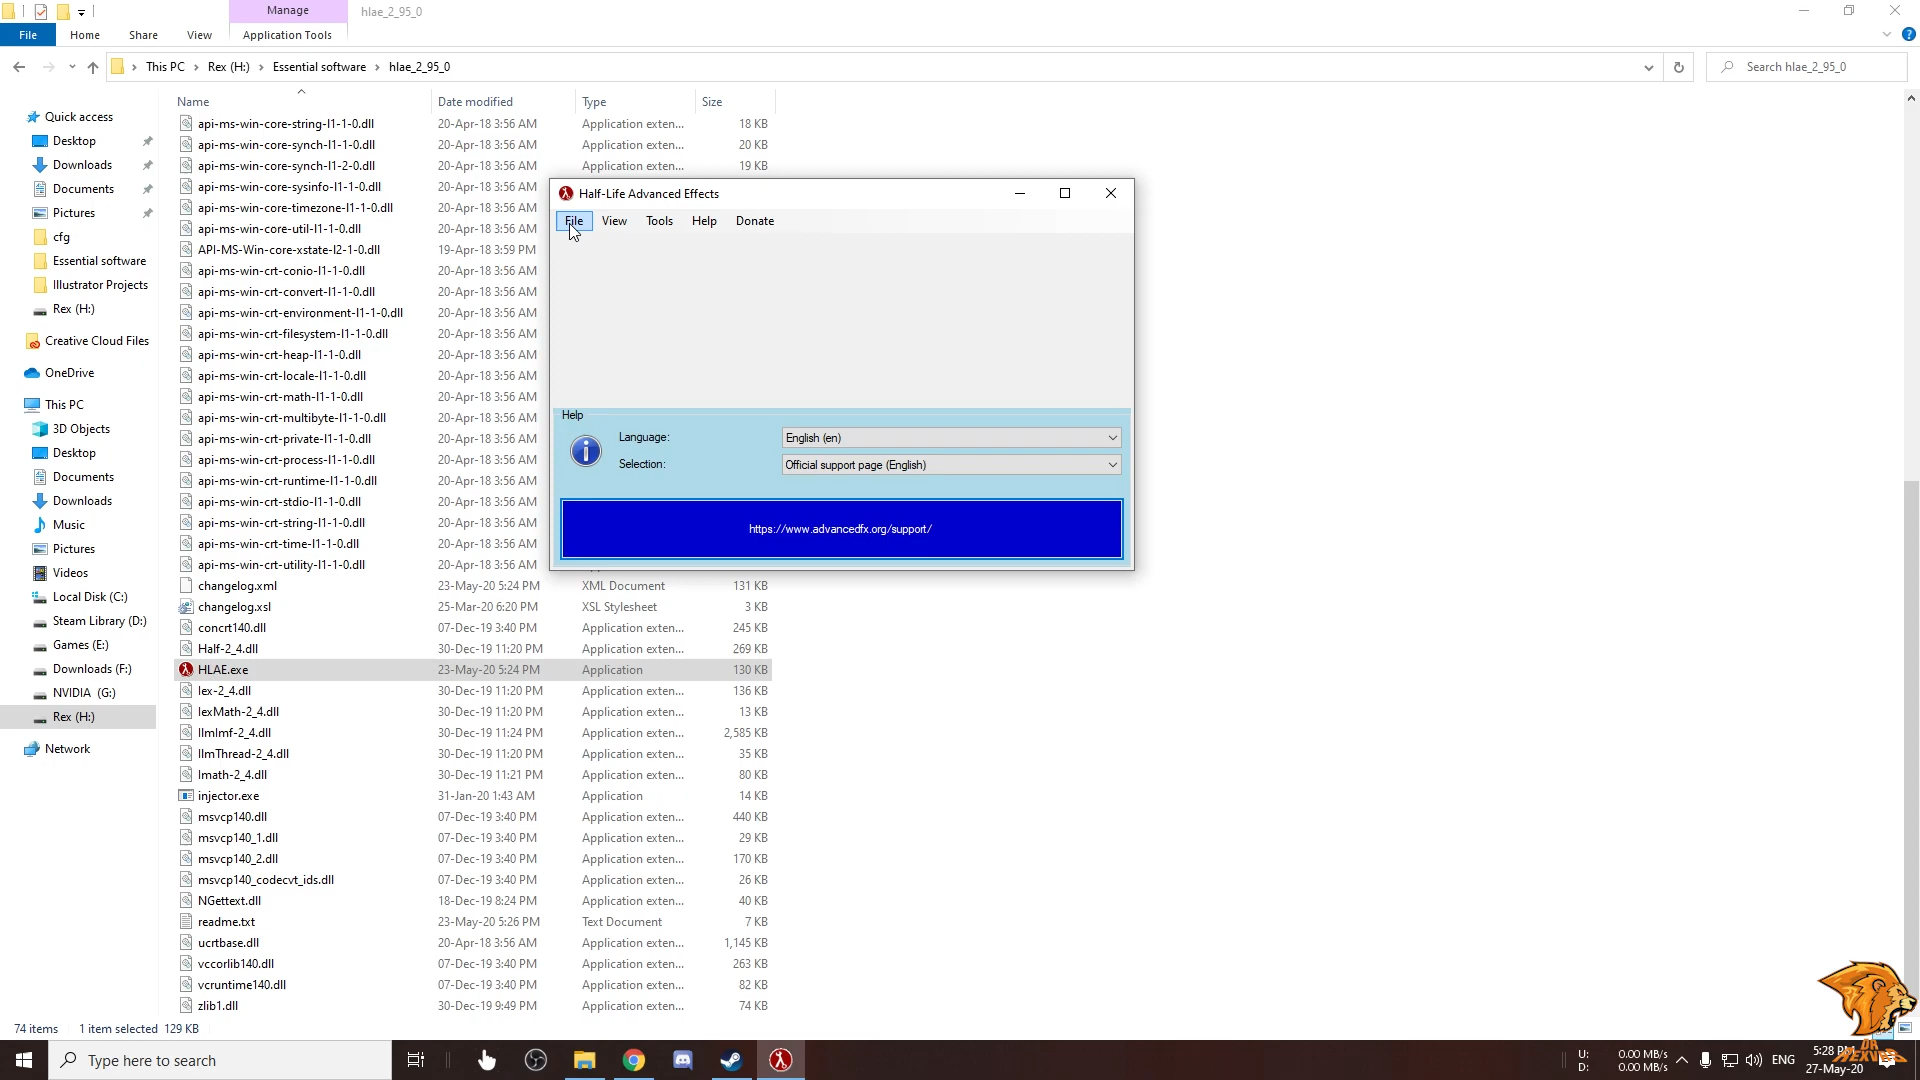 Manage
hlae_2_95_0
File
Home
Share
View
Application Tools
This PC
Rex (H:)
Essential software
hlae_2_95_0
Search hlae_2_95_0
Name
Date modified
Type
Size
Quick access
Desktop
Downloads
Documents
Pictures
cfg
Essential software
Illustrator Projects
Rex (H:)
Creative Cloud Files
OneDrive
This PC
3D Objects
Desktop
Documents
Downloads
Music
Pictures
Videos
Local Disk (C:)
Steam Library (D:)
Games (E:)
Downloads (F:)
NVIDIA (G:)
Rex (H:)
Network
api-ms-win-core-string-l1-1-0.dll 20-Apr-18 3:56 AM Application exten... 18 KB
api-ms-win-core-synch-l1-1-0.dll 20-Apr-18 3:56 AM Application exten... 20 KB
api-ms-win-core-synch-l1-2-0.dll 20-Apr-18 3:56 AM Application exten... 19 KB
api-ms-win-core-sysinfo-l1-1-0.dll 20-Apr-18 3:56 AM
api-ms-win-core-timezone-l1-1-0.dll 20-Apr-18 3:56 AM
api-ms-win-core-util-l1-1-0.dll 20-Apr-18 3:56 AM
API-MS-Win-core-xstate-l2-1-0.dll 19-Apr-18 3:59 PM
api-ms-win-crt-conio-l1-1-0.dll 20-Apr-18 3:56 AM
api-ms-win-crt-convert-l1-1-0.dll 20-Apr-18 3:56 AM
api-ms-win-crt-environment-l1-1-0.dll 20-Apr-18 3:56 AM
api-ms-win-crt-filesystem-l1-1-0.dll 20-Apr-18 3:56 AM
api-ms-win-crt-heap-l1-1-0.dll 20-Apr-18 3:56 AM
api-ms-win-crt-locale-l1-1-0.dll 20-Apr-18 3:56 AM
api-ms-win-crt-math-l1-1-0.dll 20-Apr-18 3:56 AM
api-ms-win-crt-multibyte-l1-1-0.dll 20-Apr-18 3:56 AM
api-ms-win-crt-private-l1-1-0.dll 20-Apr-18 3:56 AM
api-ms-win-crt-process-l1-1-0.dll 20-Apr-18 3:56 AM
api-ms-win-crt-runtime-l1-1-0.dll 20-Apr-18 3:56 AM
api-ms-win-crt-stdio-l1-1-0.dll 20-Apr-18 3:56 AM
api-ms-win-crt-string-l1-1-0.dll 20-Apr-18 3:56 AM
api-ms-win-crt-time-l1-1-0.dll 20-Apr-18 3:56 AM
api-ms-win-crt-utility-l1-1-0.dll 20-Apr-18 3:56 AM
changelog.xml 23-May-20 5:24 PM XML Document 131 KB
changelog.xsl 25-Mar-20 6:20 PM XSL Stylesheet 3 KB
concrt140.dll 07-Dec-19 3:40 PM Application exten... 245 KB
Half-2_4.dll 30-Dec-19 11:20 PM Application exten... 269 KB
HLAE.exe 23-May-20 5:24 PM Application 130 KB
Iex-2_4.dll 30-Dec-19 11:20 PM Application exten... 136 KB
IexMath-2_4.dll 30-Dec-19 11:20 PM Application exten... 13 KB
IlmImf-2_4.dll 30-Dec-19 11:24 PM Application exten... 2,585 KB
IlmThread-2_4.dll 30-Dec-19 11:20 PM Application exten... 35 KB
Imath-2_4.dll 30-Dec-19 11:21 PM Application exten... 80 KB
injector.exe 31-Jan-20 1:43 AM Application 14 KB
msvcp140.dll 07-Dec-19 3:40 PM Application exten... 440 KB
msvcp140_1.dll 07-Dec-19 3:40 PM Application exten... 29 KB
msvcp140_2.dll 07-Dec-19 3:40 PM Application exten... 170 KB
msvcp140_codecvt_ids.dll 07-Dec-19 3:40 PM Application exten... 26 KB
NGettext.dll 18-Dec-19 8:24 PM Application exten... 40 KB
readme.txt 23-May-20 5:26 PM Text Document 7 KB
ucrtbase.dll 20-Apr-18 3:56 AM Application exten... 1,145 KB
vccorlib140.dll 07-Dec-19 3:40 PM Application exten... 263 KB
vcruntime140.dll 07-Dec-19 3:40 PM Application exten... 82 KB
zlib1.dll 30-Dec-19 9:49 PM Application exten... 74 KB
Half-Life Advanced Effects
File View Tools Help Donate
Help
Language: English (en)
Selection: Official support page (English)
https://www.advancedfx.org/support/
74 items 1 item selected 129 KB
Type here to search
U: 0.00 MB/s
D: 0.00 MB/s
ENG
5:28 PM
27-May-20